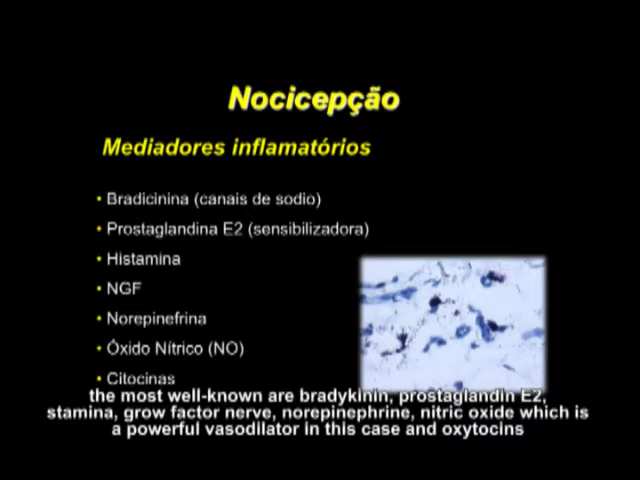 Nocicepção
Mediadores inflamatórios
• Bradicinina (canais de sodio)
• Prostaglandina E2 (sensibilizadora)
• Histamina
• NGF
• Norepinefrina
• Óxido Nítrico (NO)
• Citocinas
the most well-known are bradykinin, prostaglandin E2,
stamina, grow factor nerve, norepinephrine, nitric oxide which is
a powerful vasodilator in this case and oxytocins